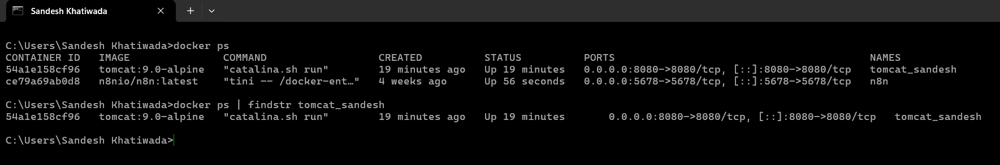 Sandesh Khatiwada
C:\Users\Sandesh Khatiwada>docker ps
CONTAINER ID   IMAGE               COMMAND                  CREATED          STATUS          PORTS                                         NAMES
54a1e158cf96   tomcat:9.0-alpine   "catalina.sh run"        19 minutes ago   Up 19 minutes   0.0.0.0:8080->8080/tcp, [::]:8080->8080/tcp   tomcat_sandesh
ce79a69ab0d8   n8nio/n8n:latest    "tini -- /docker-ent…"   4 weeks ago      Up 56 seconds   0.0.0.0:5678->5678/tcp, [::]:5678->5678/tcp   n8n
C:\Users\Sandesh Khatiwada>docker ps | findstr tomcat_sandesh
54a1e158cf96   tomcat:9.0-alpine   "catalina.sh run"        19 minutes ago   Up 19 minutes       0.0.0.0:8080->8080/tcp, [::]:8080->8080/tcp   tomcat_sandesh
C:\Users\Sandesh Khatiwada>